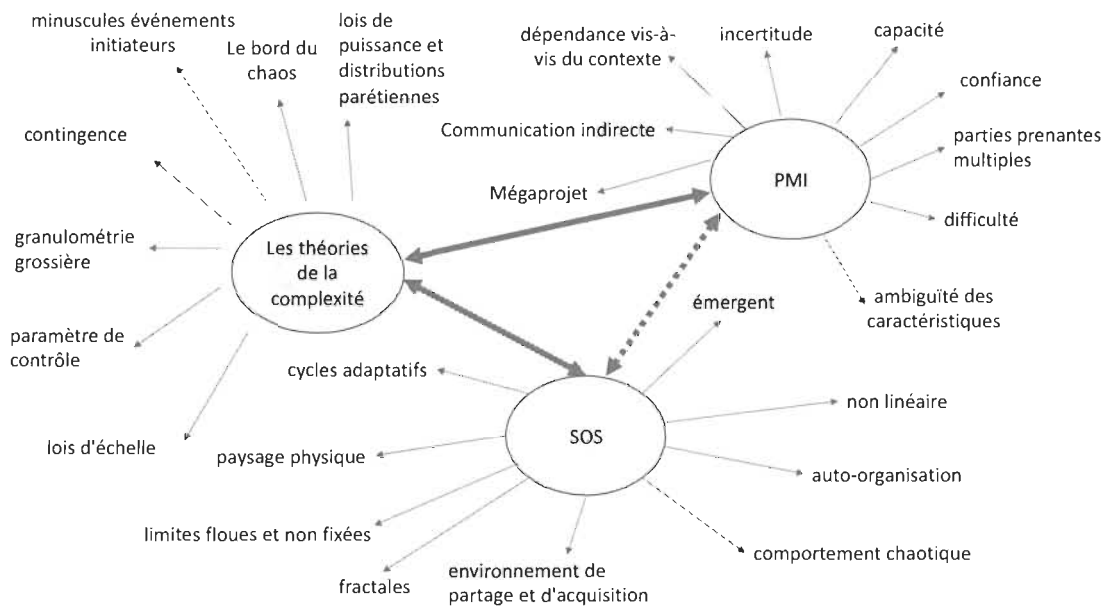 minuscules événements
initiateurs
Le bord du
chaos
lois de
puissance et
distributions
parétiennes
contingence
granulométrie
grossière
paramètre de
contrôle
lois d'échelle
Les théories
de la
complexité
dépendance vis-à-
vis du contexte
incertitude
capacité
confiance
Communication indirecte
parties prenantes
multiples
Mégaprojet
PMI
difficulté
ambiguïté des
caractéristiques
émergent
cycles adaptatifs
non linéaire
paysage physique
SOS
auto-organisation
limites floues et non fixées
comportement chaotique
fractales
environnement de
partage et d'acquisition